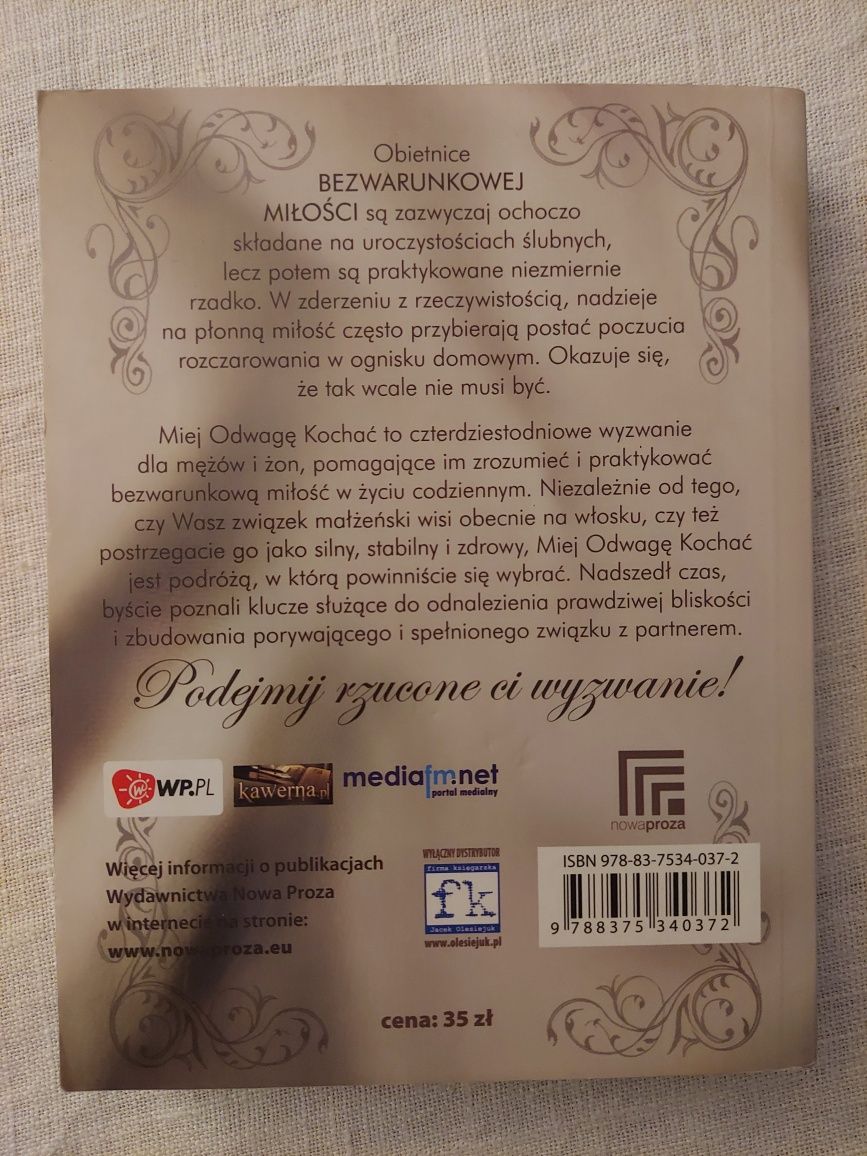 Obietnice
BEZWARUNKOWEJ
MIŁOŚCI są zazwyczaj ochoczo
składane na uroczystościach ślubnych,
lecz potem są praktykowane niezmiernie
rzadko. W zderzeniu z rzeczywistością, nadzieje
na płonną miłość często przybierają postać poczucia
rozczarowania w ognisku domowym. Okazuje się,
że tak wcale nie musi być.
Miej Odwagę Kochać to czterdziestodniowe wyzwanie
dla mężów i żon, pomagające im zrozumieć i praktykować
bezwarunkową miłość w życiu codziennym. Niezależnie od tego,
czy Wasz związek małżeński wisi obecnie na włosku, czy też
postrzegacie go jako silny, stabilny i zdrowy, Miej Odwagę Kochać
jest podróżą, w którą powinniście się wybrać. Nadszedł czas,
byście poznali klucze służące do odnalezienia prawdziwej bliskości
i zbudowania porywającego i spełnionego związku z partnerem.
Podejmij rzucone ci wyzwanie!
WP.PL
kawerna.pl
mediafm.net
portal medialny
nowaproza
Więcej informacji o publikacjach
Wydawnictwa Nowa Proza
w internecie na stronie:
www.nowaproza.eu
WYŁĄCZNY DYSTRYBUTOR
firma księgarska
fk
Jacek Olesiejuk
www.olesiejuk.pl
ISBN 978-83-7534-037-2
9 788375 340372
cena: 35 zł